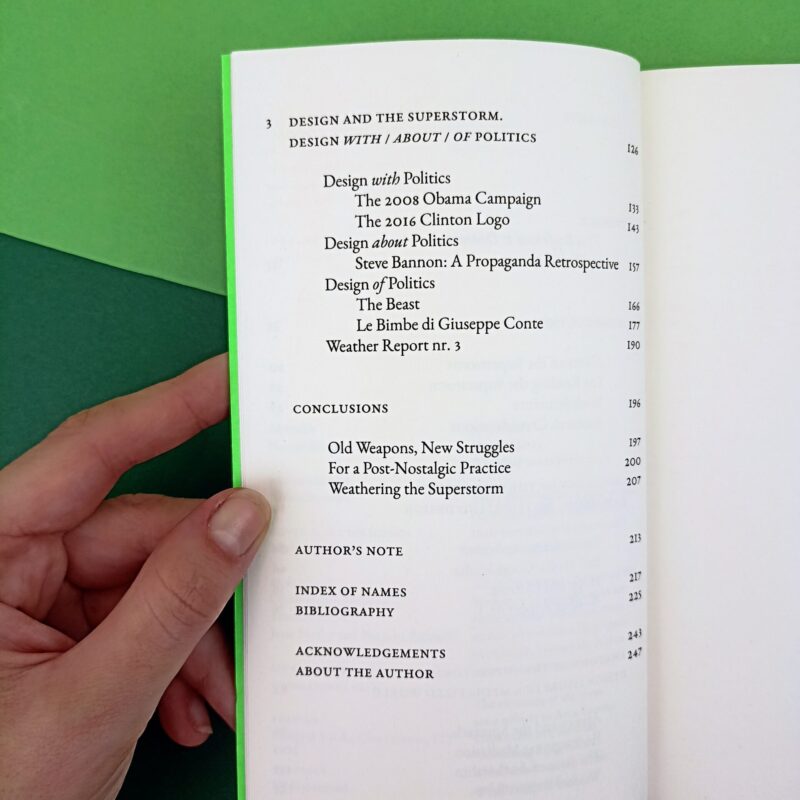 3 DESIGN AND THE SUPERSTORM.
DESIGN WITH / ABOUT / OF POLITICS 126
Design with Politics
The 2008 Obama Campaign 133
The 2016 Clinton Logo 143
Design about Politics
Steve Bannon: A Propaganda Retrospective 157
Design of Politics
The Beast 166
Le Bimbe di Giuseppe Conte 177
Weather Report nr. 3 190
CONCLUSIONS 196
Old Weapons, New Struggles 197
For a Post-Nostalgic Practice 200
Weathering the Superstorm 207
AUTHOR'S NOTE 213
INDEX OF NAMES 217
BIBLIOGRAPHY 225
ACKNOWLEDGEMENTS 243
ABOUT THE AUTHOR 247